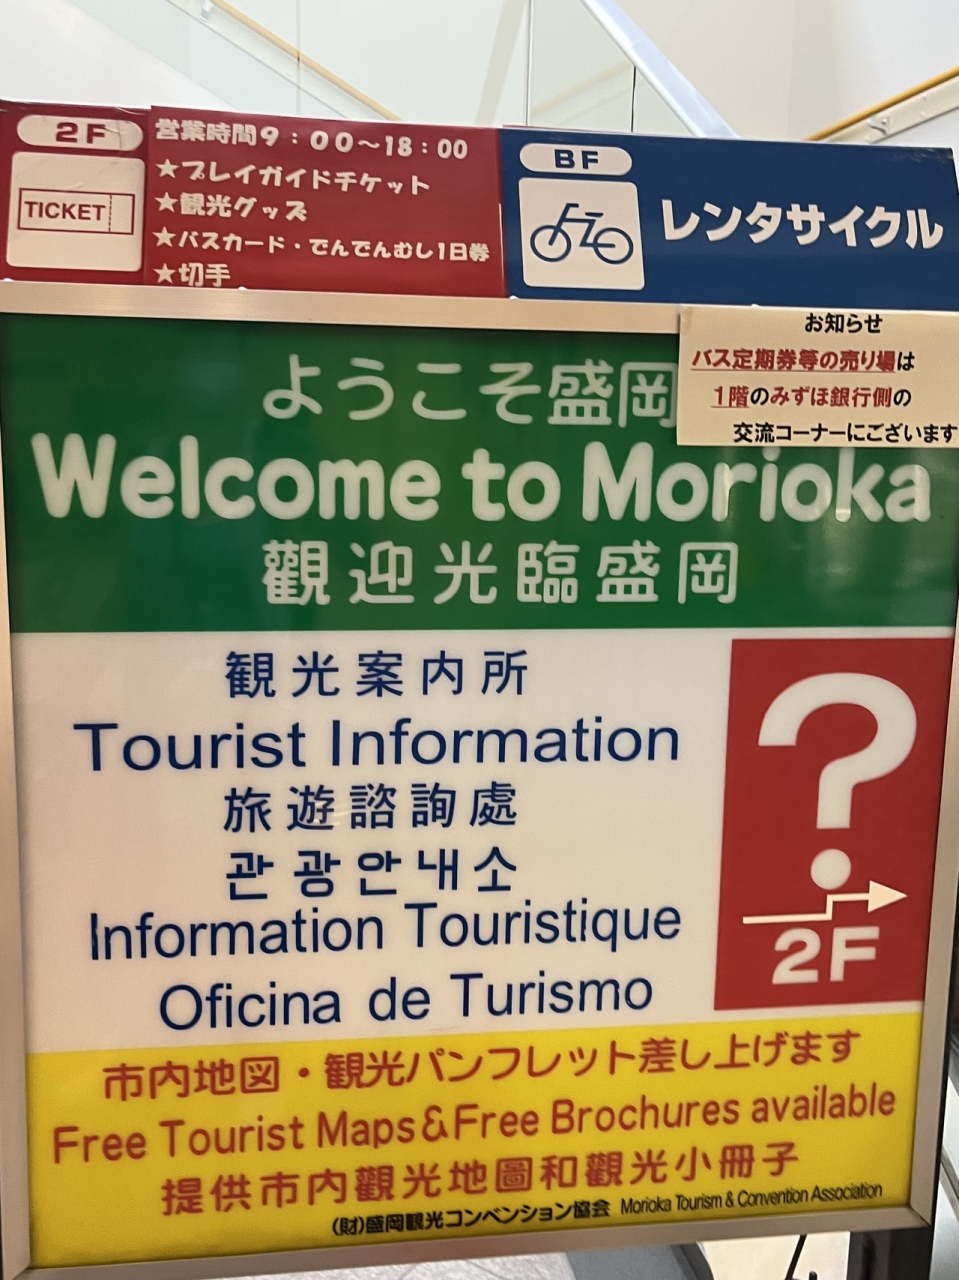 2F
TICKET
営業時間9：00〜18：00
★プレイガイドチケット
★観光グッズ
★バスカード・でんでんむし1日券
★切手
BF
レンタサイクル
お知らせ
バス定期券等の売り場は
1階のみずほ銀行側の
交流コーナーにございます
ようこそ盛岡
Welcome to Morioka
觀迎光臨盛岡
観光案内所
Tourist Information
旅遊諮詢處
관광안내소
Information Touristique
Oficina de Turismo
?
2F
市内地図・観光パンフレット差し上げます
Free Tourist Maps&Free Brochures available
提供市内觀光地圖和觀光小冊子
(財)盛岡観光コンベンション協会 Morioka Tourism & Convention Association